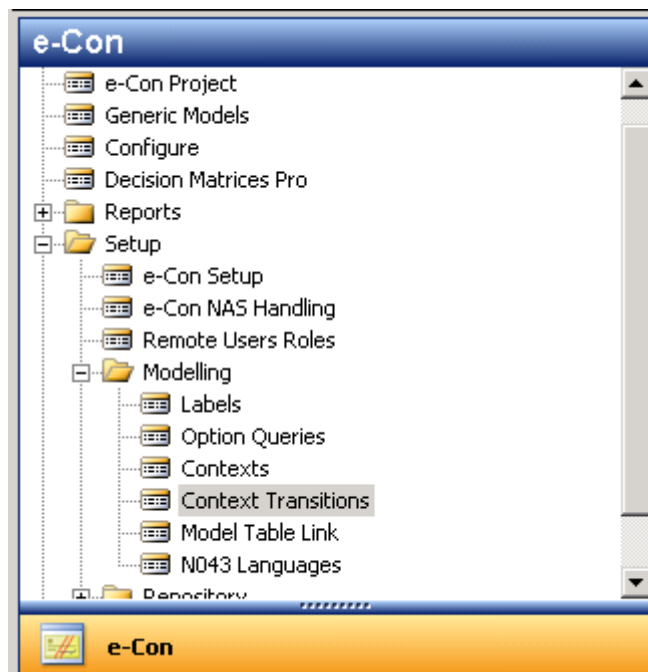 e-Con
e-Con Project
Generic Models
Configure
Decision Matrices Pro
Reports
Setup
e-Con Setup
e-Con NAS Handling
Remote Users Roles
Modelling
Labels
Option Queries
Contexts
Context Transitions
Model Table Link
N043 Languages
Repository
e-Con